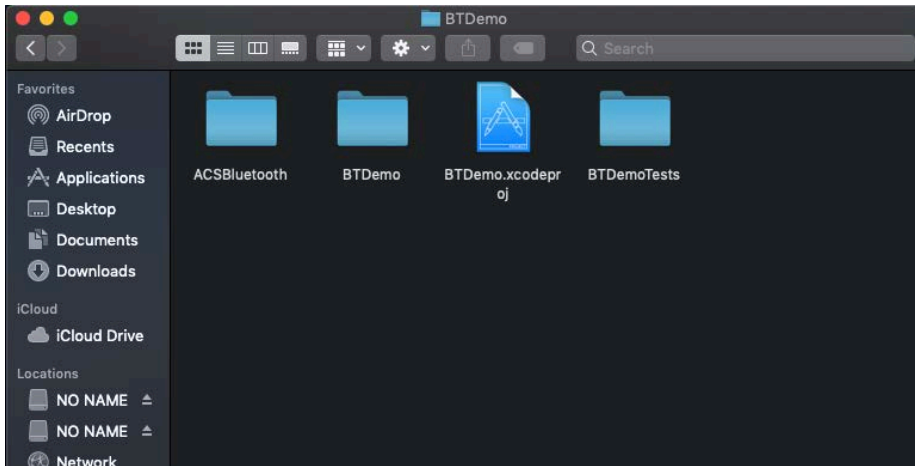 BTDemo
Search
Favorites
AirDrop
Recents
Applications
Desktop
Documents
Downloads
iCloud
iCloud Drive
Locations
NO NAME
NO NAME
Network
ACSBluetooth
BTDemo
BTDemo.xcodepr
oj
BTDemoTests
PROJECT